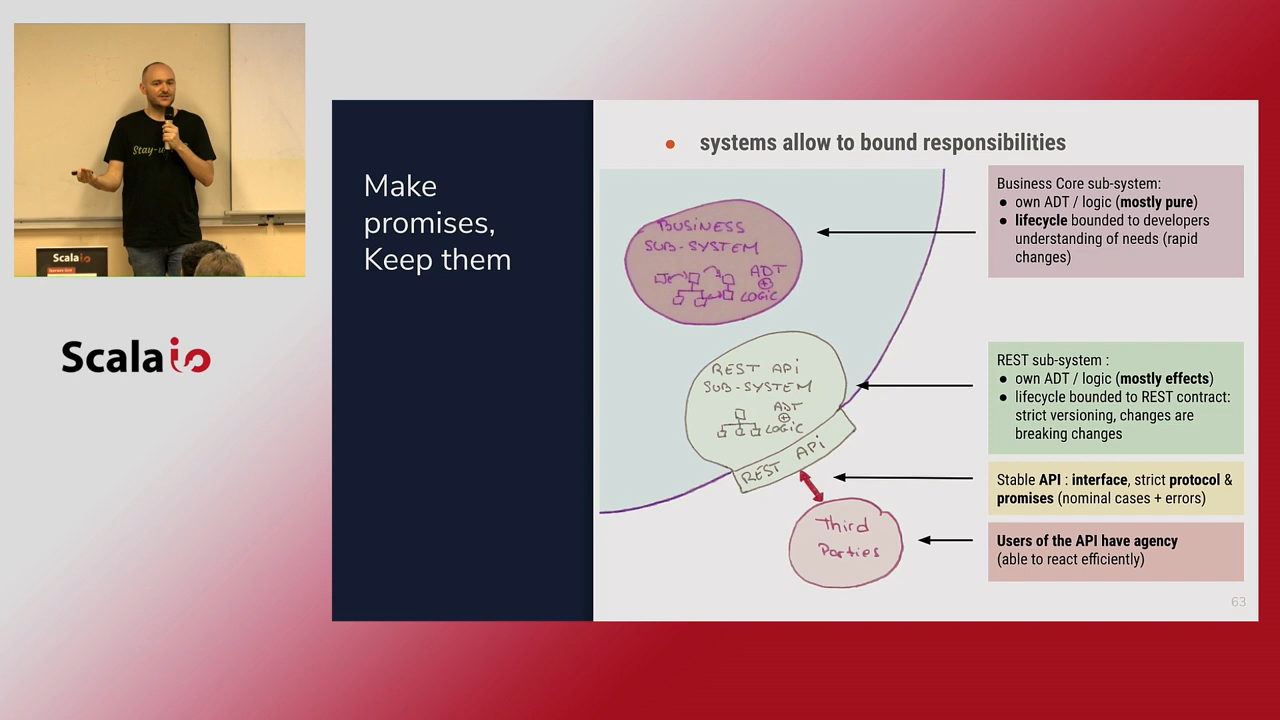 Stay-u
Scalaio
Scalaio
Make
promises,
Keep them
● systems allow to bound responsibilities
BUSINESS
SUB-SYSTEM
ADT
⊕
LOGIC
REST APi
SUB-SYSTEM
ADT
⊕
LOGIC
REST APi
Third
Parties
Business Core sub-system:
● own ADT / logic (mostly pure)
● lifecycle bounded to developers
understanding of needs (rapid
changes)
REST sub-system :
● own ADT / logic (mostly effects)
● lifecycle bounded to REST contract:
strict versioning, changes are
breaking changes
Stable API : interface, strict protocol &
promises (nominal cases + errors)
Users of the API have agency
(able to react efficiently)
63